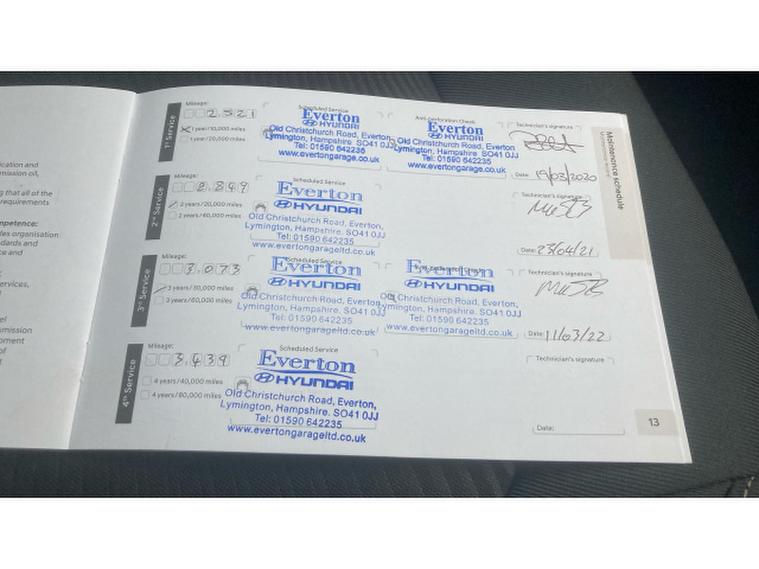 Mileage:
2,321
1st Service
1 year/10,000 miles
1 year/20,000 miles
Scheduled Service
Everton
HYUNDAI
Old Christchurch Road, Everton,
Lymington, Hampshire. SO41 0JJ
Tel: 01590 642235
www.evertongarage.co.uk
Anti-perforation Check
Everton
HYUNDAI
Old Christchurch Road, Everton,
Lymington, Hampshire. SO41 0JJ
Tel: 01590 642235
www.evertongarage.co.uk
Technician's signature
Date: 19/03/2020
Maintenance schedule
Mileage:
2,849
2nd Service
2 years/20,000 miles
2 years/40,000 miles
Scheduled Service
Everton
HYUNDAI
Old Christchurch Road, Everton,
Lymington, Hampshire. SO41 0JJ
Tel: 01590 642235
www.evertongarageltd.co.uk
Technician's signature
Date: 23/04/21
Mileage:
3,073
3rd Service
3 years/30,000 miles
3 years/60,000 miles
Scheduled Service
Everton
HYUNDAI
Old Christchurch Road, Everton,
Lymington, Hampshire. SO41 0JJ
Tel: 01590 642235
www.evertongarageltd.co.uk
Everton
HYUNDAI
Old Christchurch Road, Everton,
Lymington, Hampshire. SO41 0JJ
Tel: 01590 642235
www.evertongarageltd.co.uk
Technician's signature
Date: 11/03/22
Mileage:
3,439
4th Service
4 years/40,000 miles
4 years/80,000 miles
Scheduled Service
Everton
HYUNDAI
Old Christchurch Road, Everton,
Lymington, Hampshire. SO41 0JJ
Tel: 01590 642235
www.evertongarageltd.co.uk
Technician's signature
Date:
13